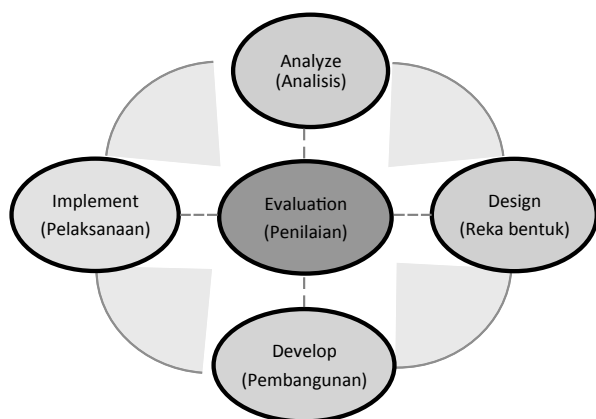 Analyze
(Analisis)
Implement
(Pelaksanaan)
Evaluation
(Penilaian)
Design
(Reka bentuk)
Develop
(Pembangunan)